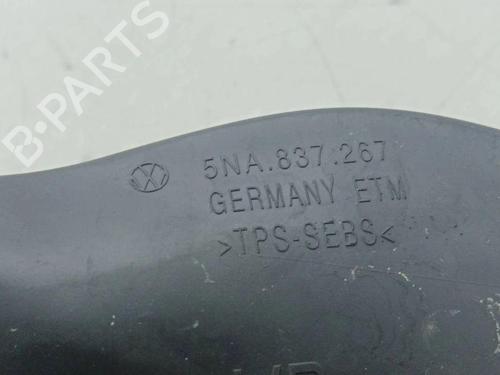 B-PARTS
5NA.837.267
GERMANY ETM
>TPS-SEBS<